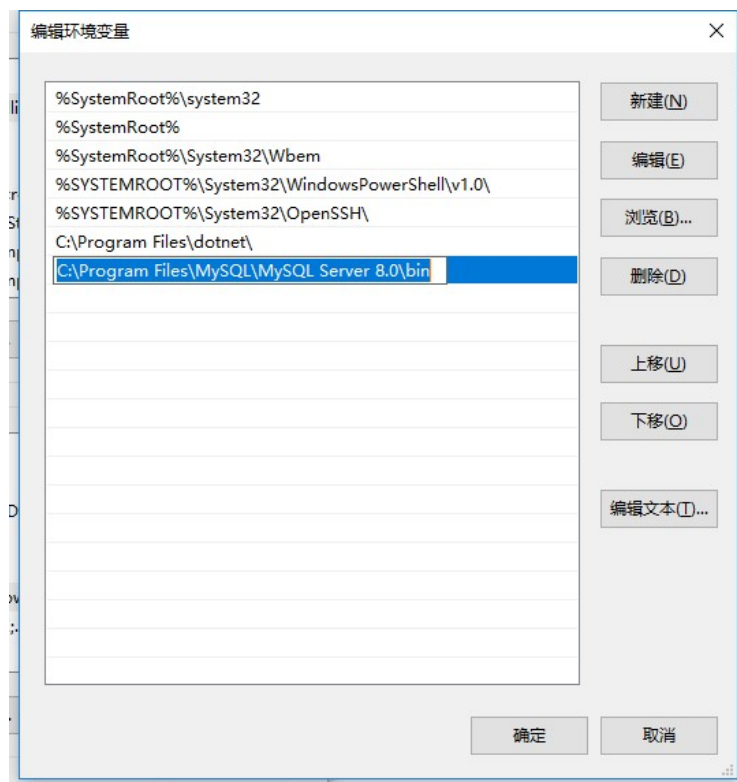 编辑环境变量
%SystemRoot%\system32
%SystemRoot%
%SystemRoot%\System32\Wbem
%SYSTEMROOT%\System32\WindowsPowerShell\v1.0\
%SYSTEMROOT%\System32\OpenSSH\
C:\Program Files\dotnet\
C:\Program Files\MySQL\MySQL Server 8.0\bin
新建(N)
编辑(E)
浏览(B)...
删除(D)
上移(U)
下移(O)
编辑文本(T)...
确定
取消